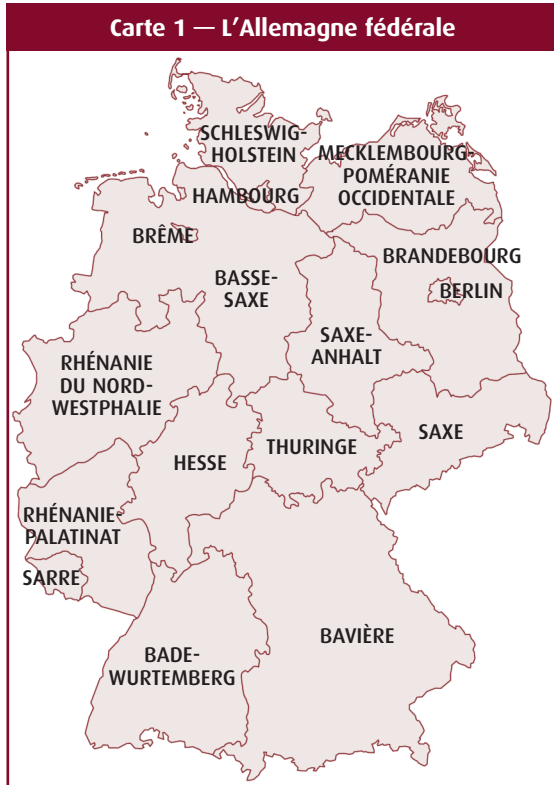 Carte 1 — L'Allemagne fédérale
SCHLESWIG-
HOLSTEIN
MECKLEMBOURG-
POMÉRANIE
OCCIDENTALE
HAMBOURG
BRÊME
BRANDEBOURG
BERLIN
BASSE-
SAXE
SAXE-
ANHALT
RHÉNANIE
DU NORD-
WESTPHALIE
SAXE
THURINGE
HESSE
RHÉNANIE-
PALATINAT
SARRE
BAVIÈRE
BADE-
WURTEMBERG